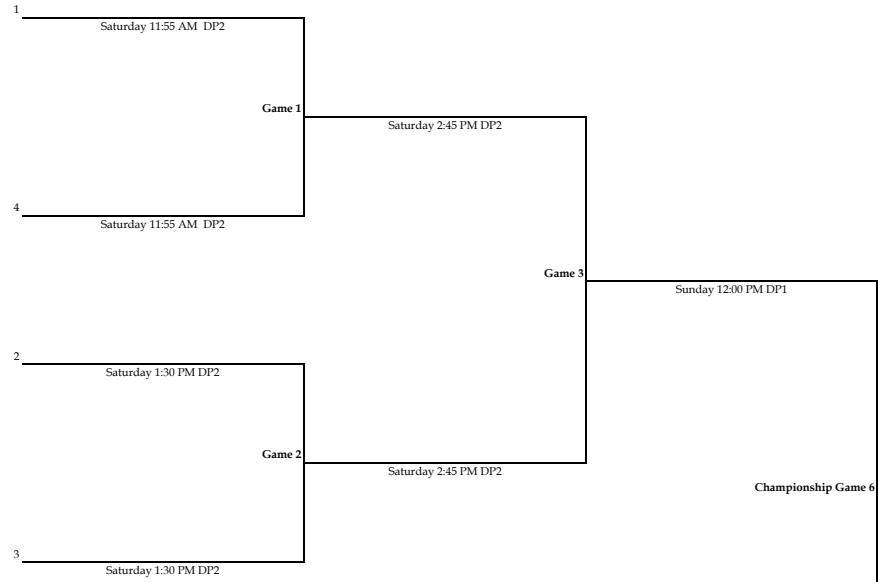 1
Saturday 11:55 AM DP2
Game 1
Saturday 2:45 PM DP2
4
Saturday 11:55 AM DP2
Game 3
Sunday 12:00 PM DP1
2
Saturday 1:30 PM DP2
Game 2
Saturday 2:45 PM DP2
Championship Game 6
3
Saturday 1:30 PM DP2